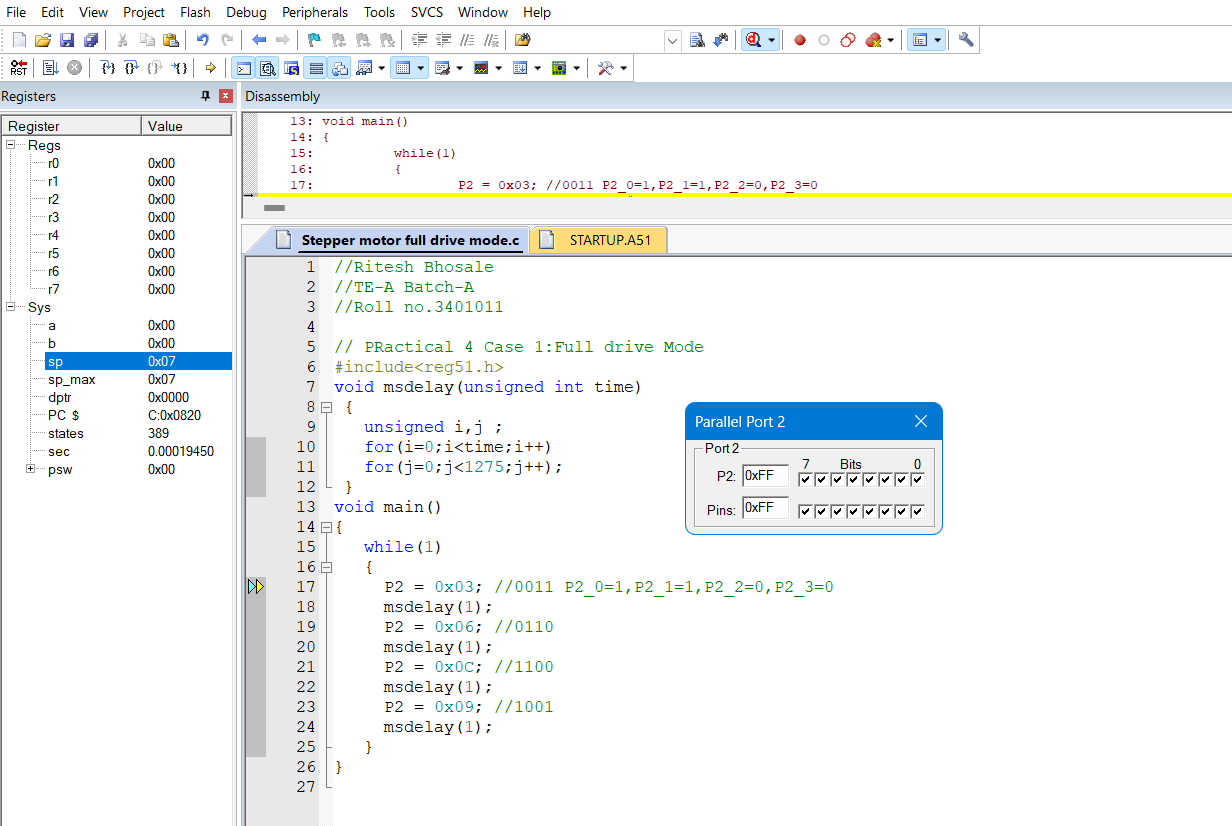 File Edit View Project Flash Debug Peripherals Tools SVCS Window Help
RST
Registers
Register Value
Regs
r0 0x00
r1 0x00
r2 0x00
r3 0x00
r4 0x00
r5 0x00
r6 0x00
r7 0x00
Sys
a 0x00
b 0x00
sp 0x07
sp_max 0x07
dptr 0x0000
PC $ C:0x0820
states 389
sec 0.00019450
psw 0x00
Disassembly
13: void main()
14: {
15: while(1)
16: {
17: P2 = 0x03; //0011 P2_0=1,P2_1=1,P2_2=0,P2_3=0
Stepper motor full drive mode.c STARTUP.A51
1 //Ritesh Bhosale
2 //TE-A Batch-A
3 //Roll no.3401011
4
5 // PRactical 4 Case 1:Full drive Mode
6 #include<reg51.h>
7 void msdelay(unsigned int time)
8 {
9 unsigned i,j ;
10 for(i=0;i<time;i++)
11 for(j=0;j<1275;j++);
12 }
13 void main()
14 {
15 while(1)
16 {
17 P2 = 0x03; //0011 P2_0=1,P2_1=1,P2_2=0,P2_3=0
18 msdelay(1);
19 P2 = 0x06; //0110
20 msdelay(1);
21 P2 = 0x0C; //1100
22 msdelay(1);
23 P2 = 0x09; //1001
24 msdelay(1);
25 }
26 }
27
Parallel Port 2
Port 2
7 Bits 0
P2: 0xFF
Pins: 0xFF